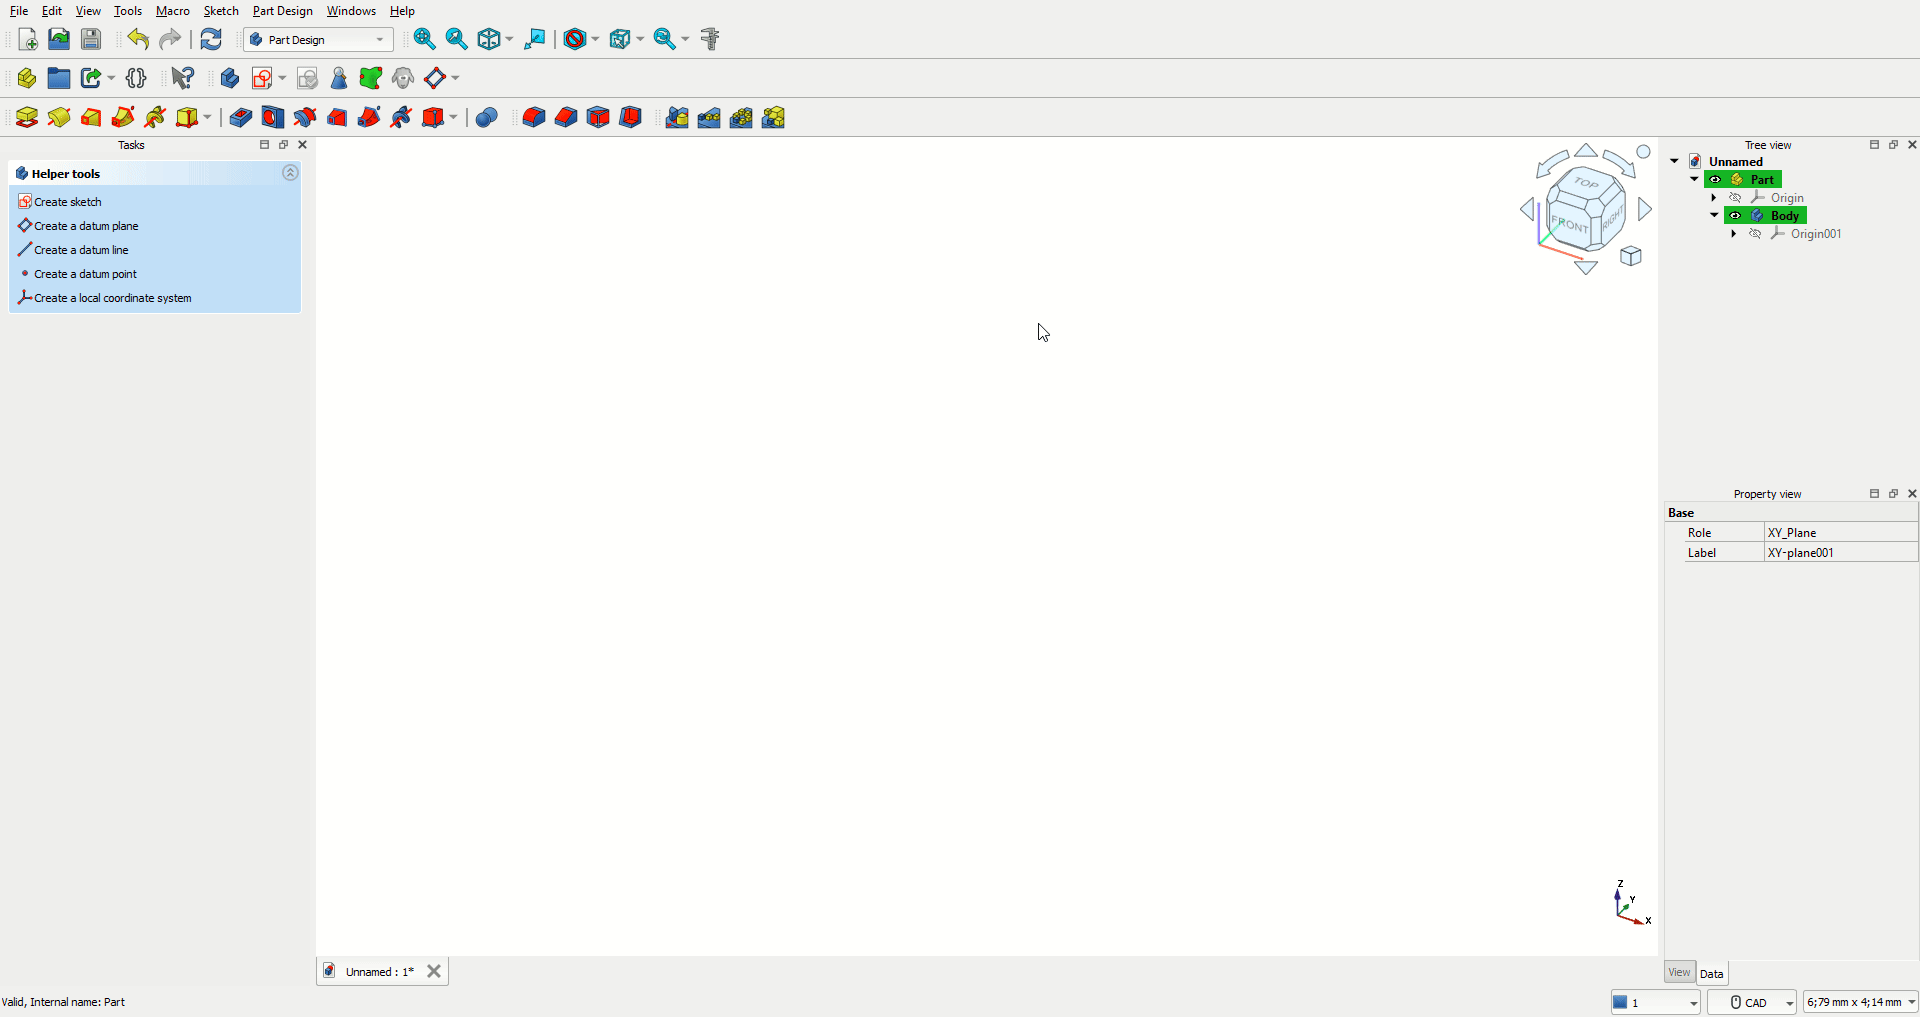 File Edit View Tools Macro Sketch Part Design Windows Help
Part Design
Tasks
Helper tools
Create sketch
Create a datum plane
Create a datum line
Create a datum point
Create a local coordinate system
TOP
FRONT
RIGHT
Z
Y
X
Tree view
Unnamed
Part
Origin
Body
Origin001
Property view
Base
Role XY_Plane
Label XY-plane001
View Data
Unnamed : 1*
Valid, Internal name: Part
1 CAD 6;79 mm x 4;14 mm